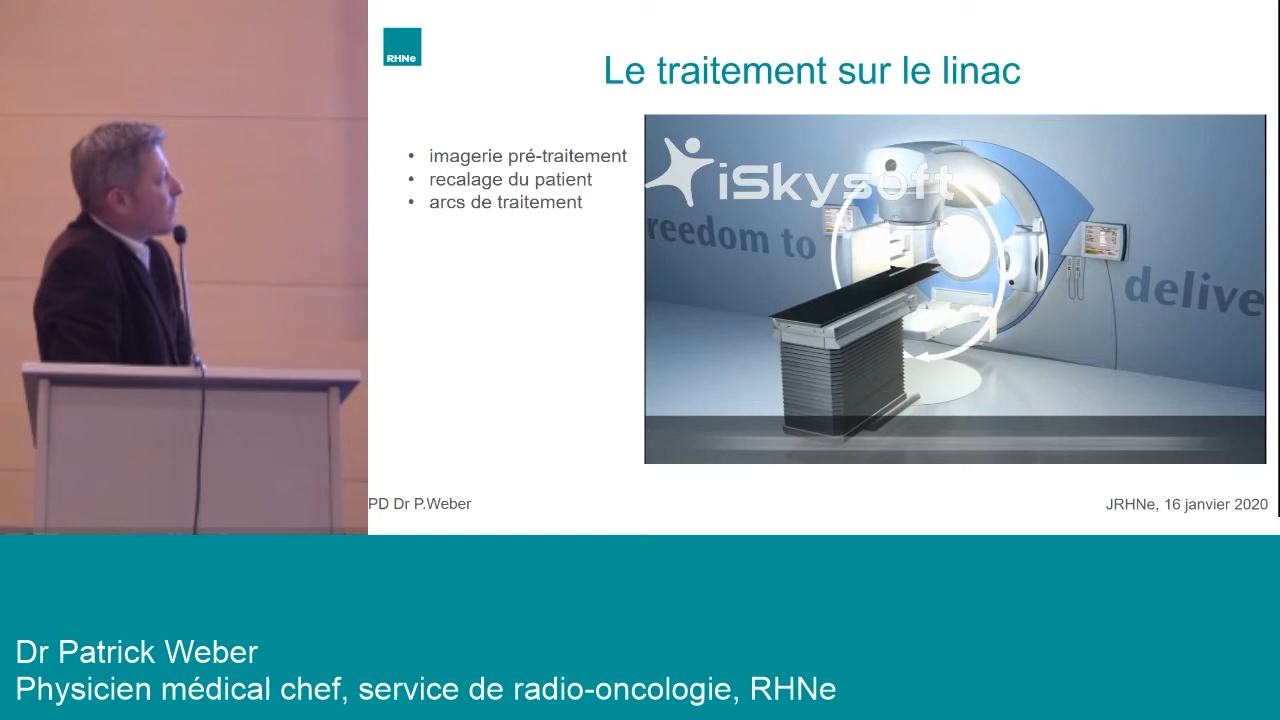 RHNe
Le traitement sur le linac
• imagerie pré-traitement
• recalage du patient
• arcs de traitement
iSkysoft
reedom to
delive
PD Dr P.Weber
JRHNe, 16 janvier 2020
Dr Patrick Weber
Physicien médical chef, service de radio-oncologie, RHNe